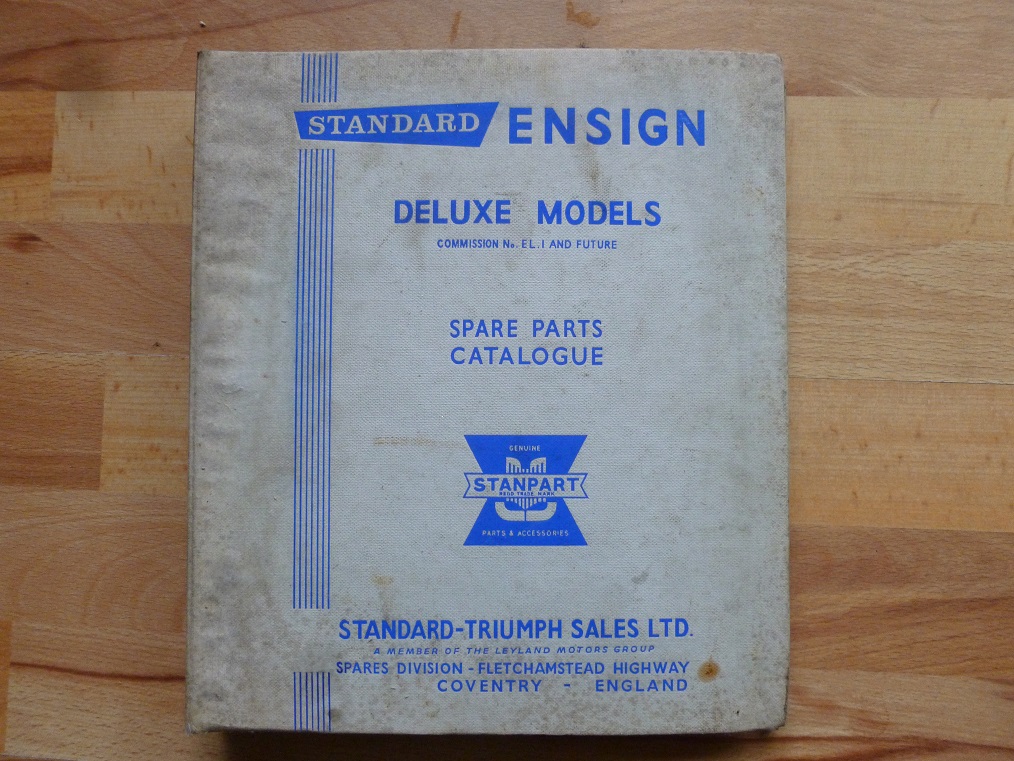 STANDARD ENSIGN
DELUXE MODELS
COMMISSION No. EL.1 AND FUTURE
SPARE PARTS
CATALOGUE
GENUINE
STANPART
REGD TRADE MARK
PARTS & ACCESSORIES
STANDARD-TRIUMPH SALES LTD.
A MEMBER OF THE LEYLAND MOTORS GROUP
SPARES DIVISION - FLETCHAMSTEAD HIGHWAY
COVENTRY - ENGLAND